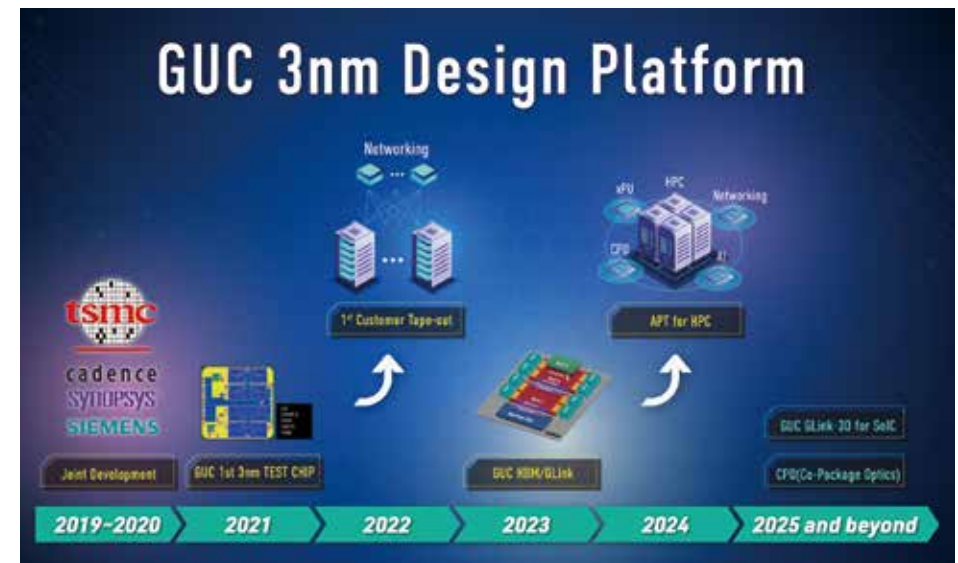 GUC 3nm Design Platform
Networking
1st Customer Tape-out
xPU
HPC
Networking
CPU
AI
APT for HPC
tsmc
cadence
SYNOPSYS
SIEMENS
Joint Development
GUC 1st 3nm TEST CHIP
GUC HBM/GLink
GUC GLink-3D for SoIC
CPO(Co-Package Optics)
2019~2020
2021
2022
2023
2024
2025 and beyond